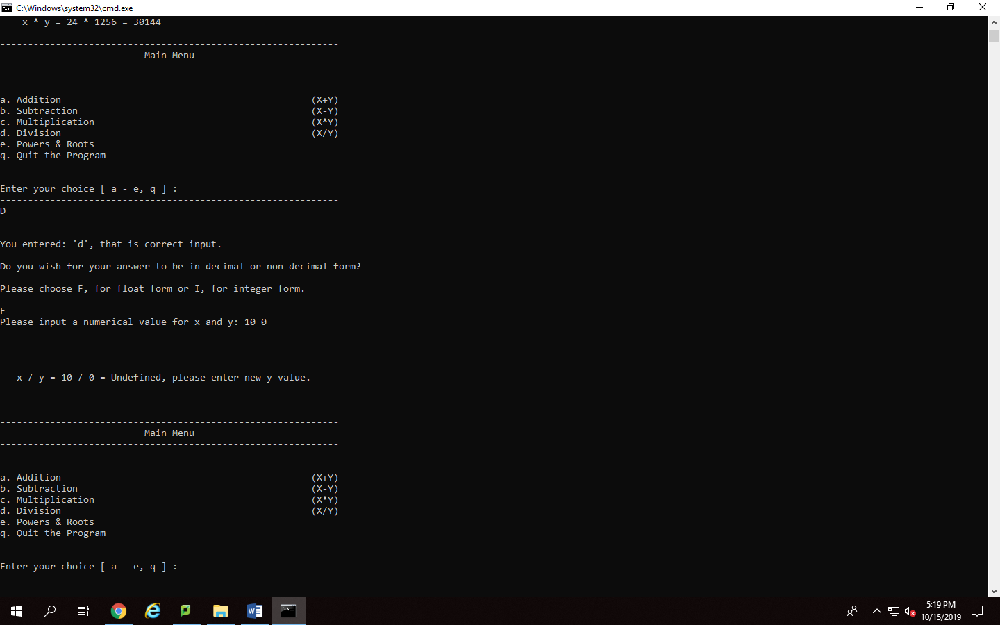 C:\Windows\system32\cmd.exe
x * y = 24 * 1256 = 30144
-------------------------------------------------------------
Main Menu
-------------------------------------------------------------
a. Addition (X+Y)
b. Subtraction (X-Y)
c. Multiplication (X*Y)
d. Division (X/Y)
e. Powers & Roots
q. Quit the Program
-------------------------------------------------------------
Enter your choice [ a - e, q ] :
-------------------------------------------------------------
D
You entered: 'd', that is correct input.
Do you wish for your answer to be in decimal or non-decimal form?
Please choose F, for float form or I, for integer form.
F
Please input a numerical value for x and y: 10 0
x / y = 10 / 0 = Undefined, please enter new y value.
-------------------------------------------------------------
Main Menu
-------------------------------------------------------------
a. Addition (X+Y)
b. Subtraction (X-Y)
c. Multiplication (X*Y)
d. Division (X/Y)
e. Powers & Roots
q. Quit the Program
-------------------------------------------------------------
Enter your choice [ a - e, q ] :
-------------------------------------------------------------
5:19 PM
10/15/2019